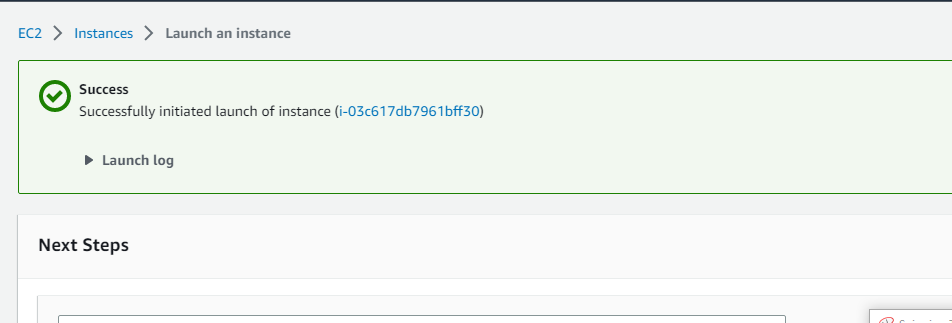 EC2 > Instances > Launch an instance
Success
Successfully initiated launch of instance (i-03c617db7961bff30)
Launch log
Next Steps